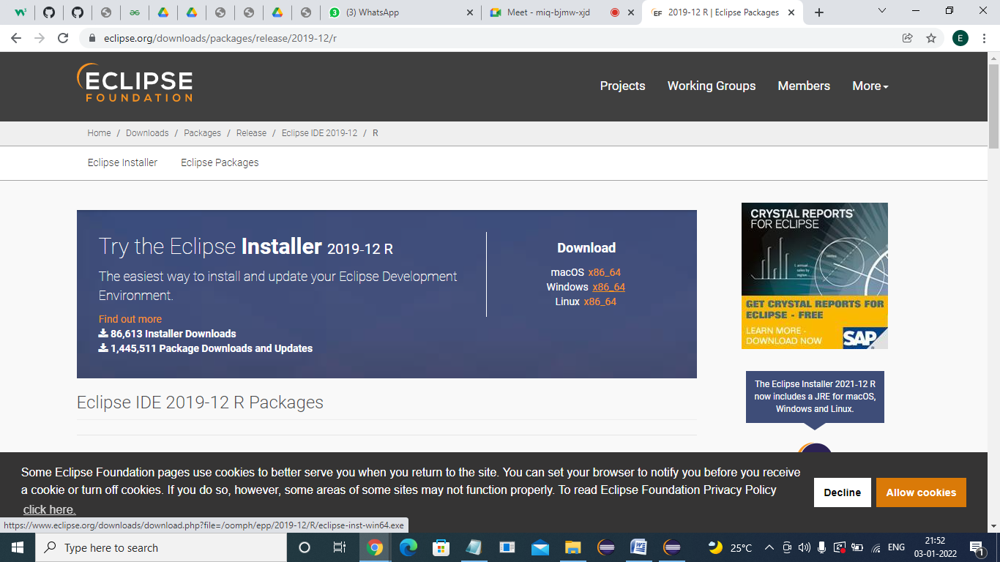 (3) WhatsApp
Meet - miq-bjmw-xjd
EF 2019-12 R | Eclipse Packages
eclipse.org/downloads/packages/release/2019-12/r
E
ECLIPSE
FOUNDATION
Projects Working Groups Members More
Home / Downloads / Packages / Release / Eclipse IDE 2019-12 / R
Eclipse Installer Eclipse Packages
Try the Eclipse Installer 2019-12 R
The easiest way to install and update your Eclipse Development
Environment.
Find out more
86,613 Installer Downloads
1,445,511 Package Downloads and Updates
Download
macOS x86_64
Windows x86_64
Linux x86_64
CRYSTAL REPORTS
FOR ECLIPSE
GET CRYSTAL REPORTS FOR
ECLIPSE - FREE
LEARN MORE -
DOWNLOAD NOW
SAP
The Eclipse Installer 2021-12 R
now includes a JRE for macOS,
Windows and Linux.
Eclipse IDE 2019-12 R Packages
Some Eclipse Foundation pages use cookies to better serve you when you return to the site. You can set your browser to notify you before you receive
a cookie or turn off cookies. If you do so, however, some areas of some sites may not function properly. To read Eclipse Foundation Privacy Policy
click here.
Decline
Allow cookies
https://www.eclipse.org/downloads/download.php?file=/oomph/epp/2019-12/R/eclipse-inst-win64.exe
Type here to search
25°C
ENG
21:52
03-01-2022
1